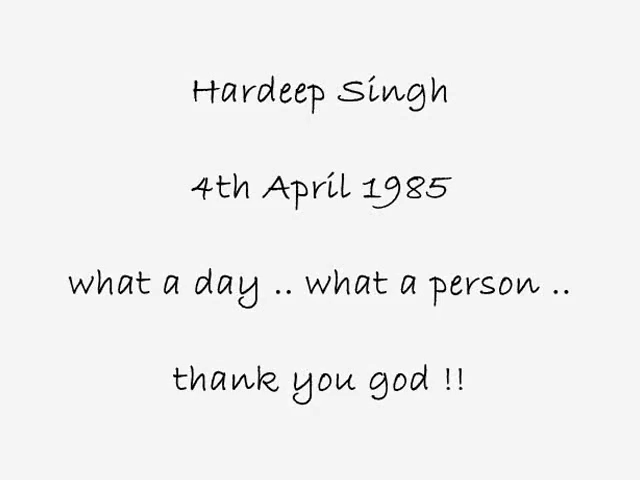 Hardeep Singh
4th April 1985
what a day .. what a person ..
thank you god !!